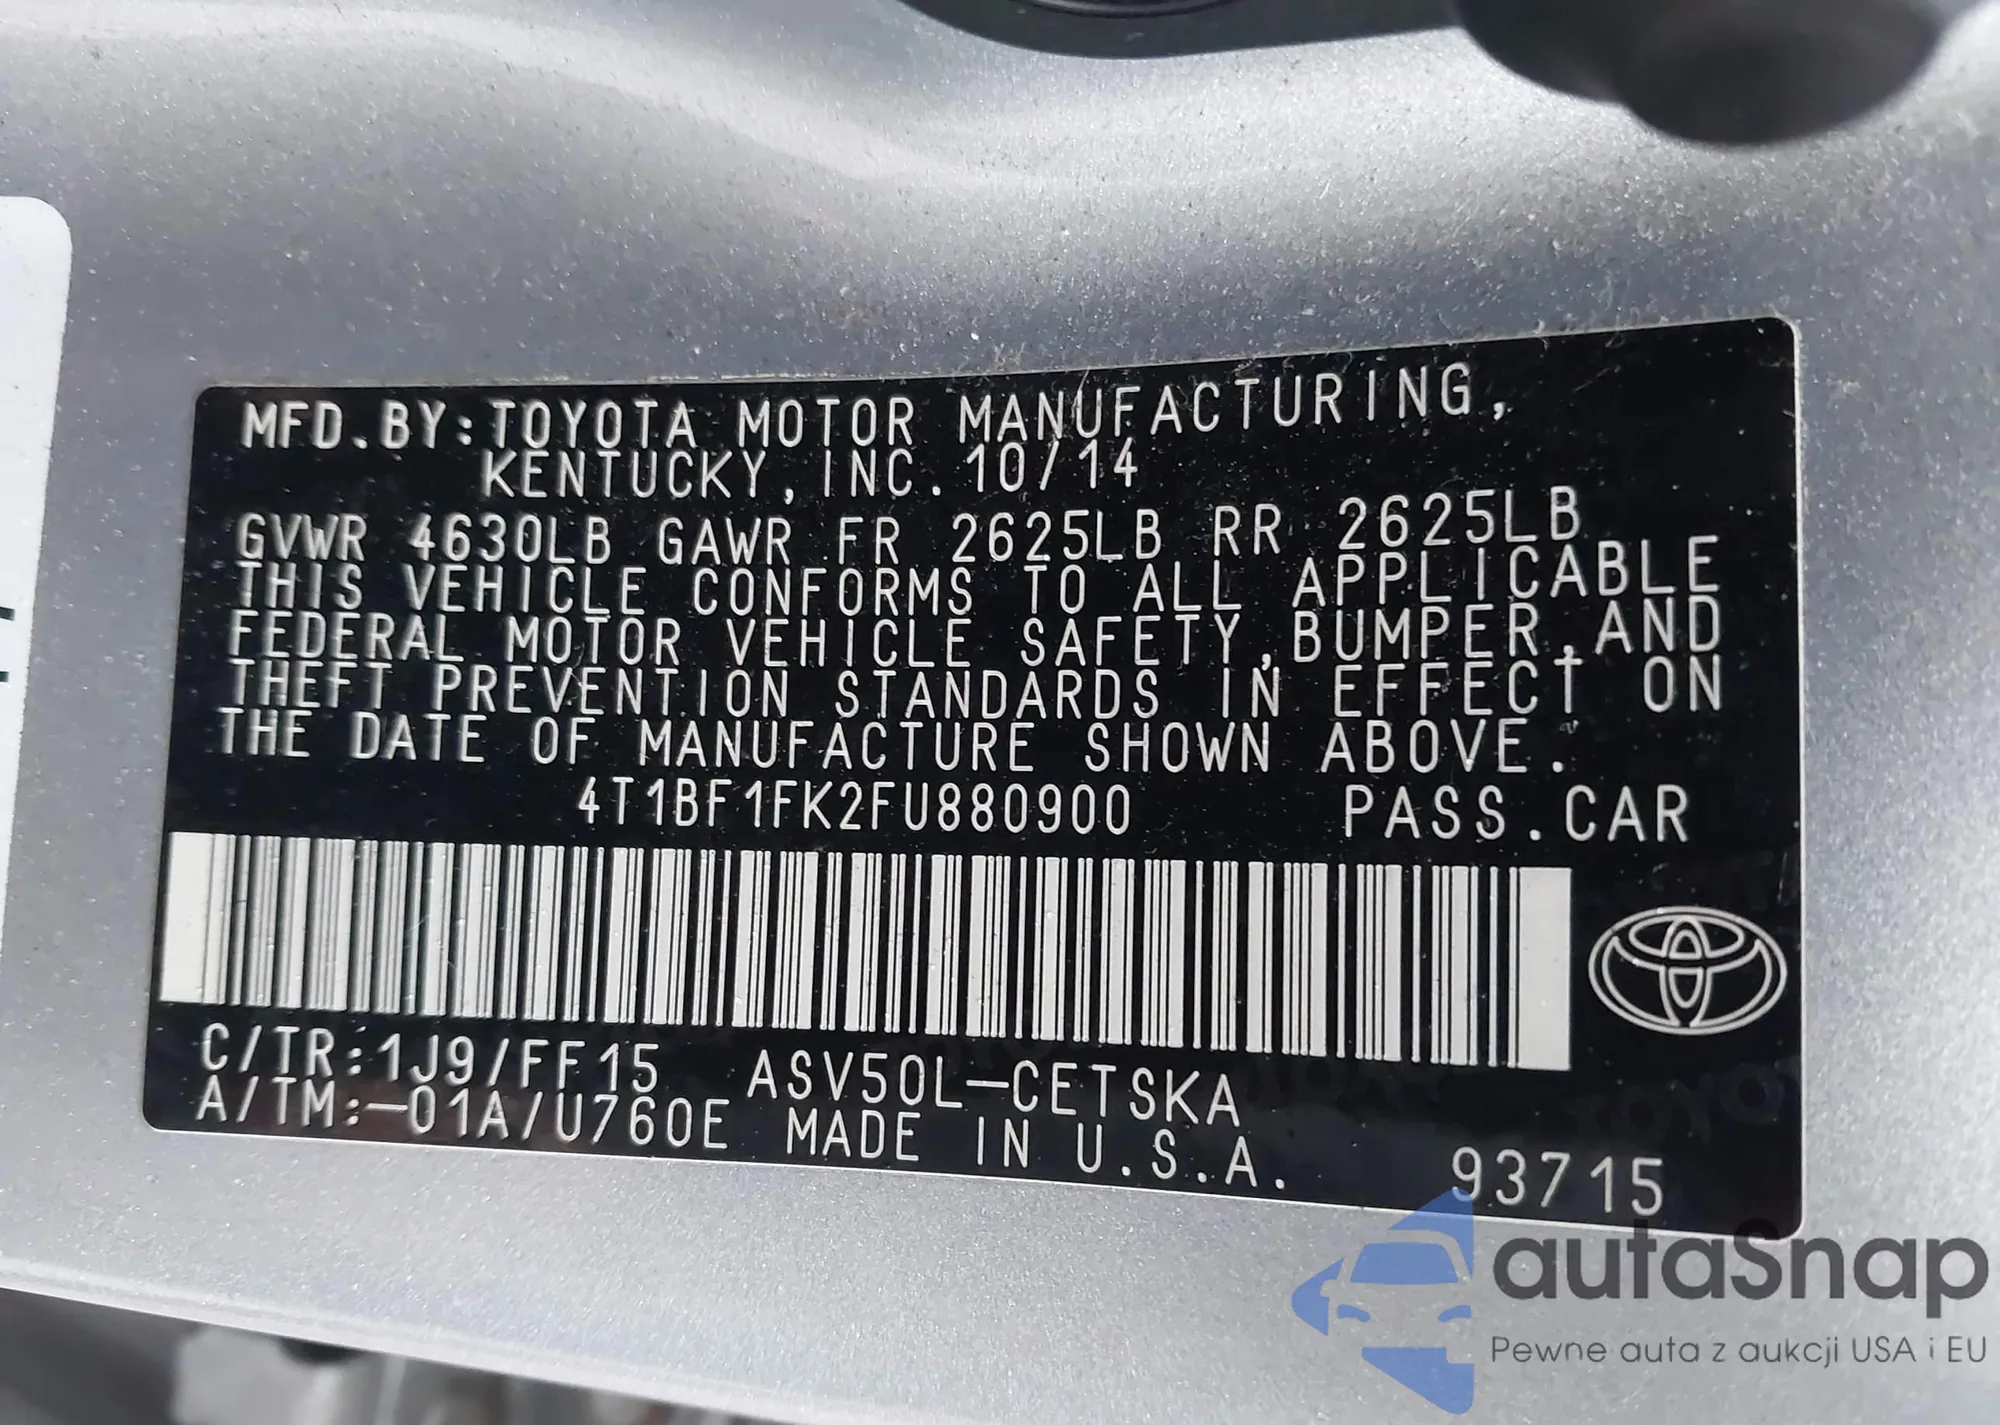 MFD.BY:TOYOTA MOTOR MANUFACTURING,
KENTUCKY, INC. 10/14
GVWR 4630LB GAWR FR 2625LB RR 2625LB
THIS VEHICLE CONFORMS TO ALL APPLICABLE
FEDERAL MOTOR VEHICLE SAFETY,BUMPER,AND
THEFT PREVENTION STANDARDS IN EFFECT ON
THE DATE OF MANUFACTURE SHOWN ABOVE.
4T1BF1FK2FU880900 PASS.CAR
C/TR:1J9/FF15 ASV50L-CETSKA
A/TM:-01A/U760E MADE IN U.S.A. 93715
autaSnap
Pewne auta z aukcji USA i EU